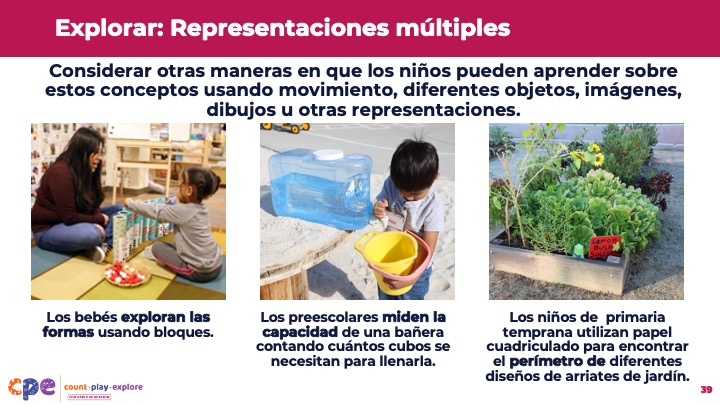 Explorar: Representaciones múltiples
Considerar otras maneras en que los niños pueden aprender sobre
estos conceptos usando movimiento, diferentes objetos, imágenes,
dibujos u otras representaciones.
Los bebés exploran las
formas usando bloques.
Los preescolares miden la
capacidad de una bañera
contando cuántos cubos se
necesitan para llenarla.
Los niños de primaria
temprana utilizan papel
cuadriculado para encontrar
el perímetro de diferentes
diseños de arriates de jardín.
cpe
count·play·explore
39